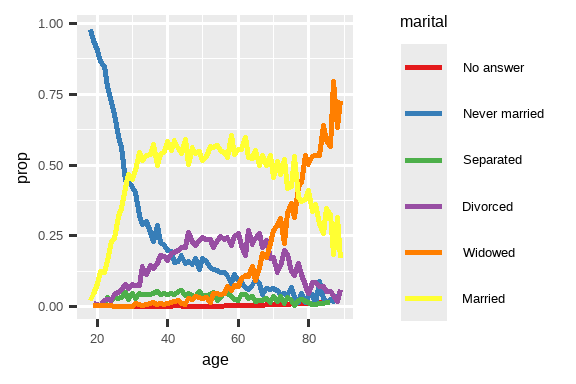 marital
1.00
0.75
0.50
0.25
0.00
prop
20
40
60
80
age
No answer
Never married
Separated
Divorced
Widowed
Married